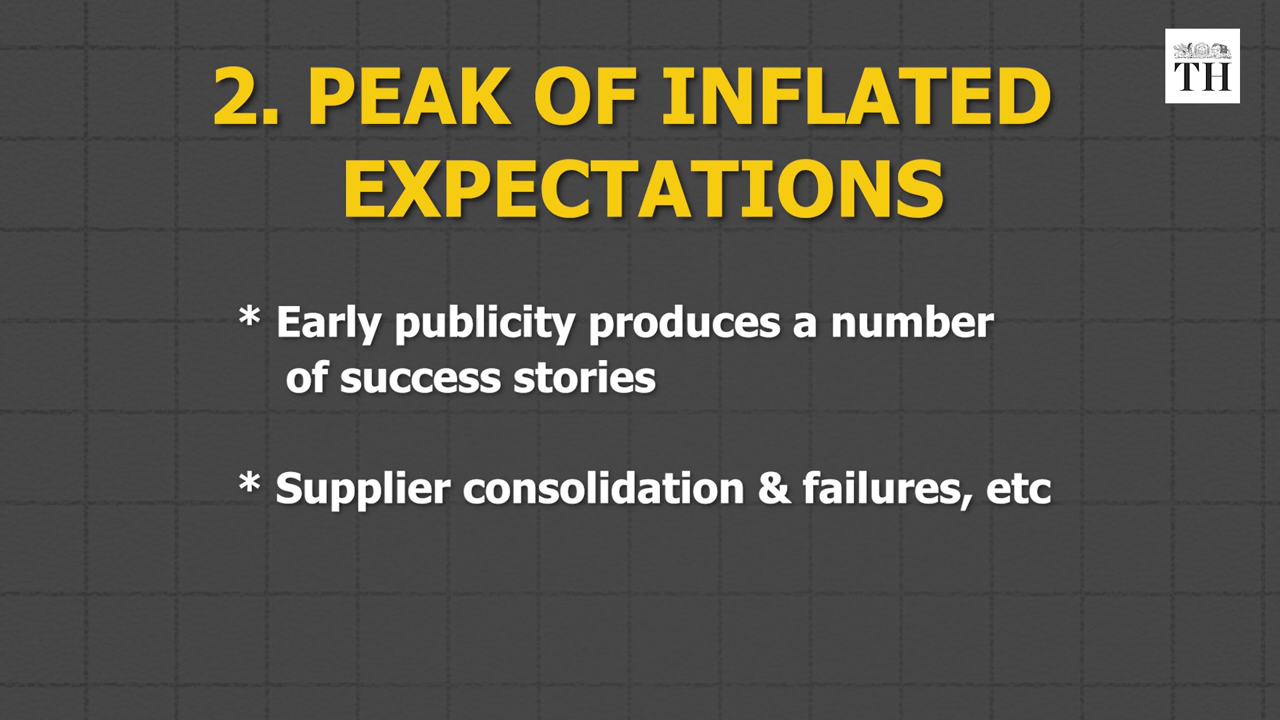 TH
2. PEAK OF INFLATED
EXPECTATIONS
* Early publicity produces a number
of success stories
* Supplier consolidation & failures, etc